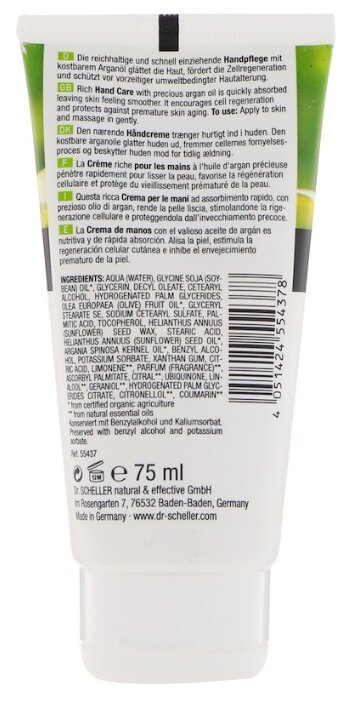 D Die reichhaltige und schnell einziehende Handpflege mit
kostbarem Arganöl glättet die Haut, fördert die Zellregeneration
und schützt vor vorzeitiger umweltbedingter Hautalterung.
GB Rich Hand Care with precious argan oil is quickly absorbed
leaving skin feeling smoother. It encourages cell regeneration
and protects against premature skin aging. To use: Apply to skin
and massage in gently.
DK Den nærende Håndcreme trænger hurtigt ind i huden. Den
kostbare arganolie glatter huden ud, fremmer cellernes fornyelses-
proces og beskytter huden mod for tidlig ældning.
F La Crème riche pour les mains à l'huile d'argan précieuse
pénètre rapidement pour lisser la peau, favorise la régénération
cellulaire et protège du vieillissement prématuré de la peau.
I Questa ricca Crema per le mani ad assorbimento rapido, con
prezioso olio di argan, rende la pelle liscia, stimolandone la rige-
nerazione cellulare e proteggendola dall'invecchiamento precoce.
E La Crema de manos con el valioso aceite de argán es
nutritiva y de rápida absorción. Alisa la piel, estimula la
regeneración celular cutánea e inhibe el envejecimiento
prematuro de la piel.
INGREDIENTS: AQUA (WATER), GLYCINE SOJA (SOY-
BEAN) OIL*, GLYCERIN, DECYL OLEATE, CETEARYL
ALCOHOL, HYDROGENATED PALM GLYCERIDES,
OLEA EUROPAEA (OLIVE) FRUIT OIL*, GLYCERYL
STEARATE SE, SODIUM CETEARYL SULFATE, PAL-
MITIC ACID, TOCOPHEROL, HELIANTHUS ANNUUS
(SUNFLOWER) SEED WAX, STEARIC ACID,
HELIANTHUS ANNUUS (SUNFLOWER) SEED OIL*,
ARGANIA SPINOSA KERNEL OIL*, BENZYL ALCO-
HOL, POTASSIUM SORBATE, XANTHAN GUM, CIT-
RIC ACID, LIMONENE**, PARFUM (FRAGRANCE)**,
ASCORBYL PALMITATE, CITRAL**, UBIQUINONE, LIN-
ALOOL**, GERANIOL**, HYDROGENATED PALM GLYC-
ERIDES CITRATE, CITRONELLOL**, COUMARIN**
* from certified organic agriculture
** from natural essential oils
Konserviert mit Benzylalkohol und Kaliumsorbat.
Preserved with benzyl alcohol and potassium
sorbate.
Ref. 55437
4 051424 554378
12M e 75 ml
Dr. SCHELLER natural & effective GmbH
Im Rosengarten 7, 76532 Baden-Baden, Germany
Made in Germany · www.dr-scheller.com